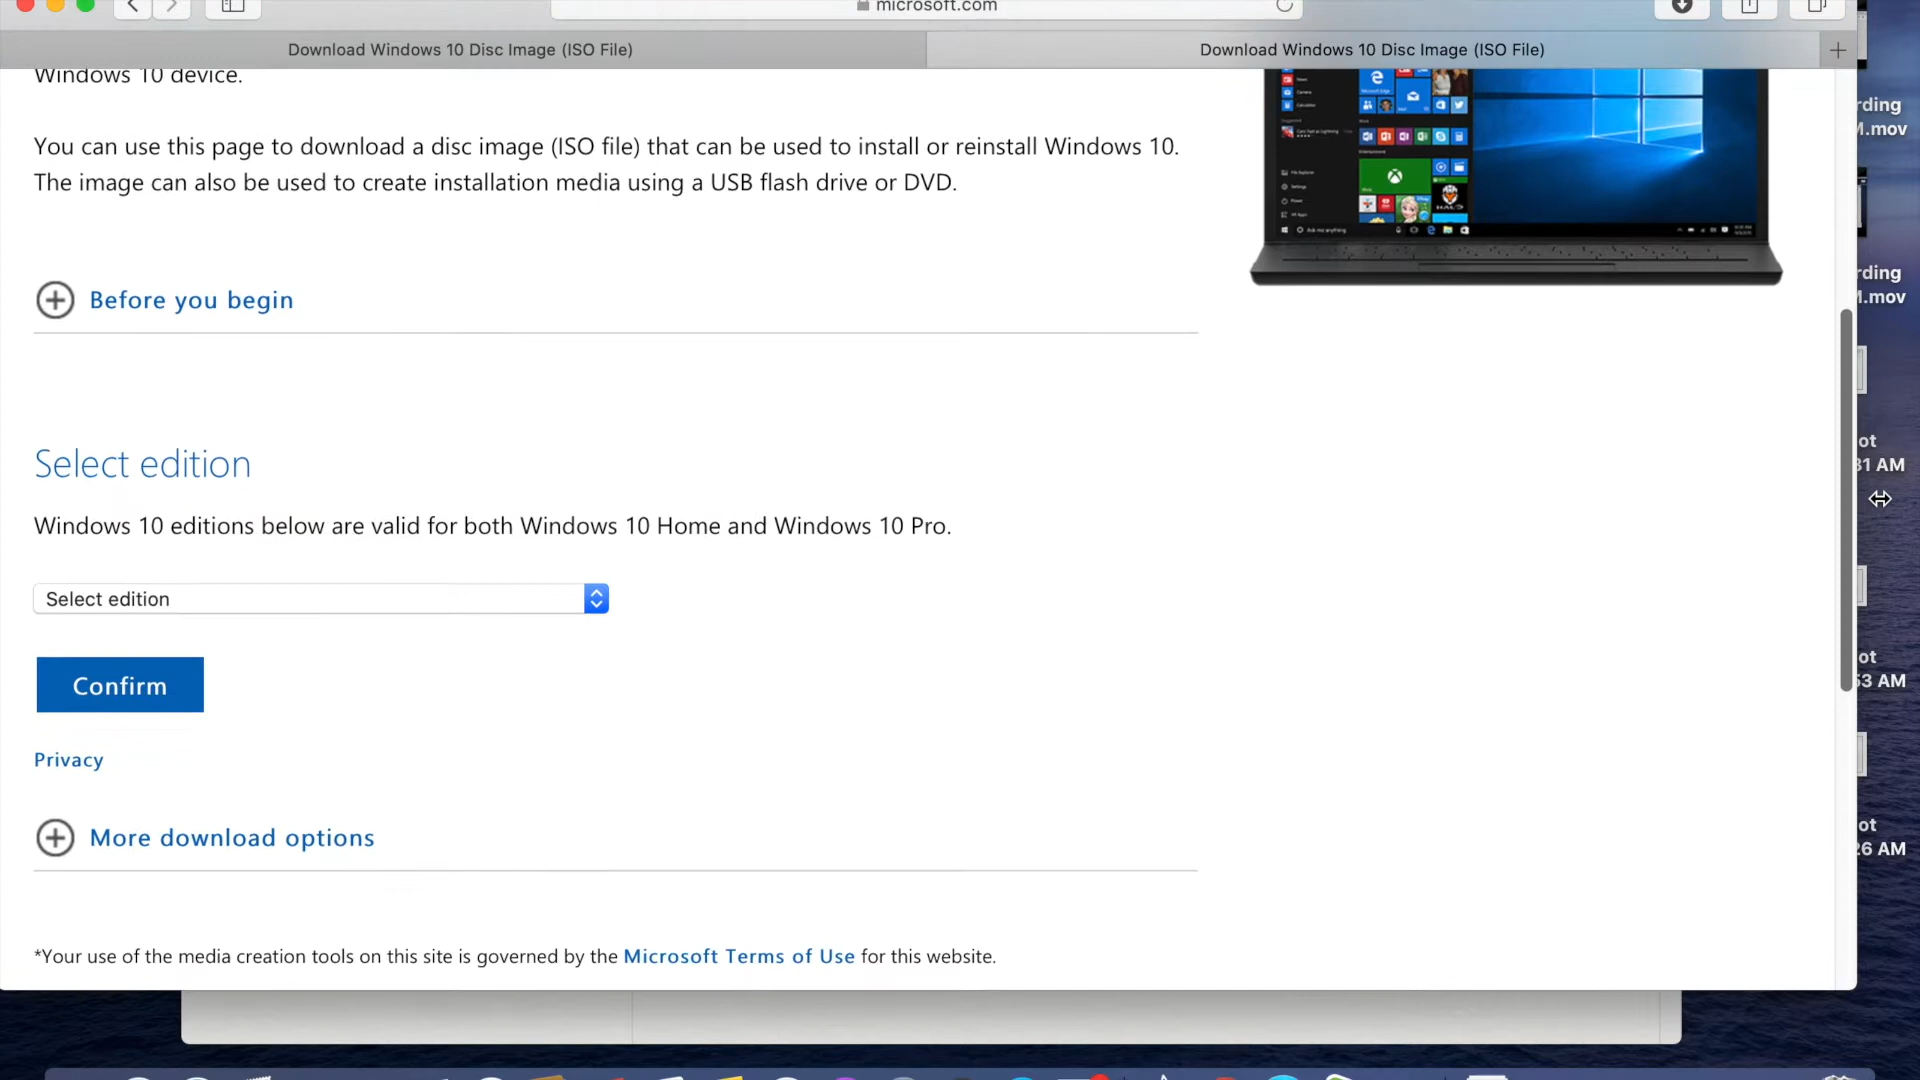 microsoft.com
Download Windows 10 Disc Image (ISO File)
Download Windows 10 Disc Image (ISO File)
Windows 10 device.
You can use this page to download a disc image (ISO file) that can be used to install or reinstall Windows 10.
The image can also be used to create installation media using a USB flash drive or DVD.
Before you begin
Select edition
Windows 10 editions below are valid for both Windows 10 Home and Windows 10 Pro.
Select edition
Confirm
Privacy
More download options
*Your use of the media creation tools on this site is governed by the Microsoft Terms of Use for this website.
rding
.mov
rding
.mov
ot
31 AM
ot
53 AM
ot
26 AM